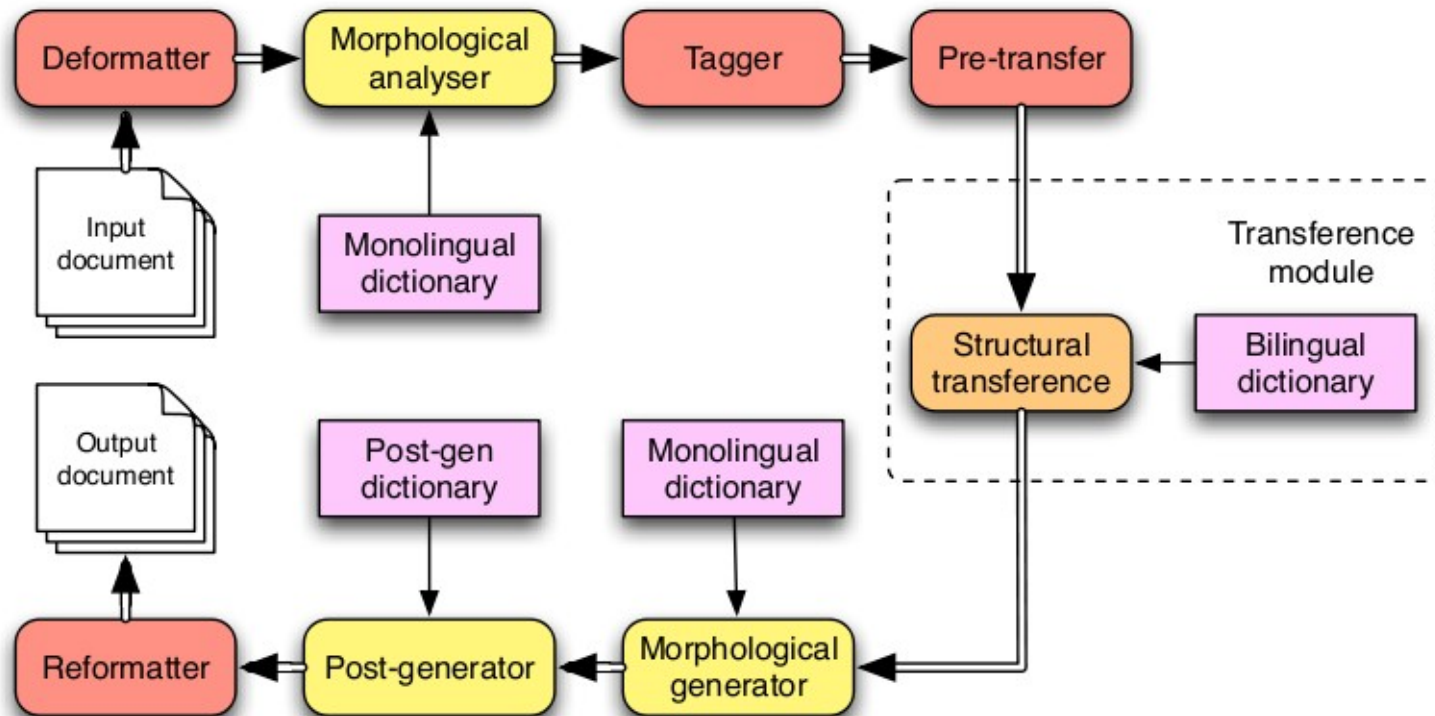 Deformatter
Morphological
analyser
Tagger
Pre-transfer
Input
document
Monolingual
dictionary
Transference
module
Structural
transference
Bilingual
dictionary
Output
document
Post-gen
dictionary
Monolingual
dictionary
Reformatter
Post-generator
Morphological
generator